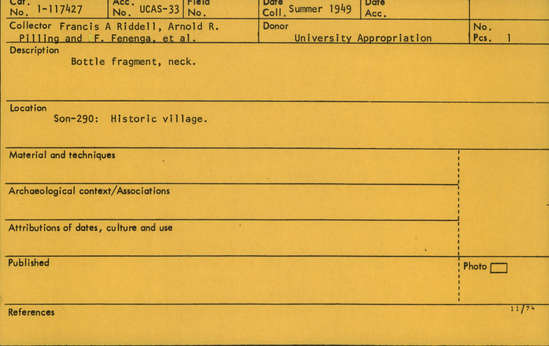 Cat. Acc. Field Date Date
No. 1-117427 No. UCAS-33 No. Coll. Summer 1949 Acc.
Collector Francis A Riddell, Arnold R. Donor No.
Pilling and F. Fenenga, et al. University Appropriation Pcs. 1
Description
Bottle fragment, neck.
Location
Son-290: Historic village.
Material and techniques
Archaeological context/Associations
Attributions of dates, culture and use
Published
Photo
References
11/74